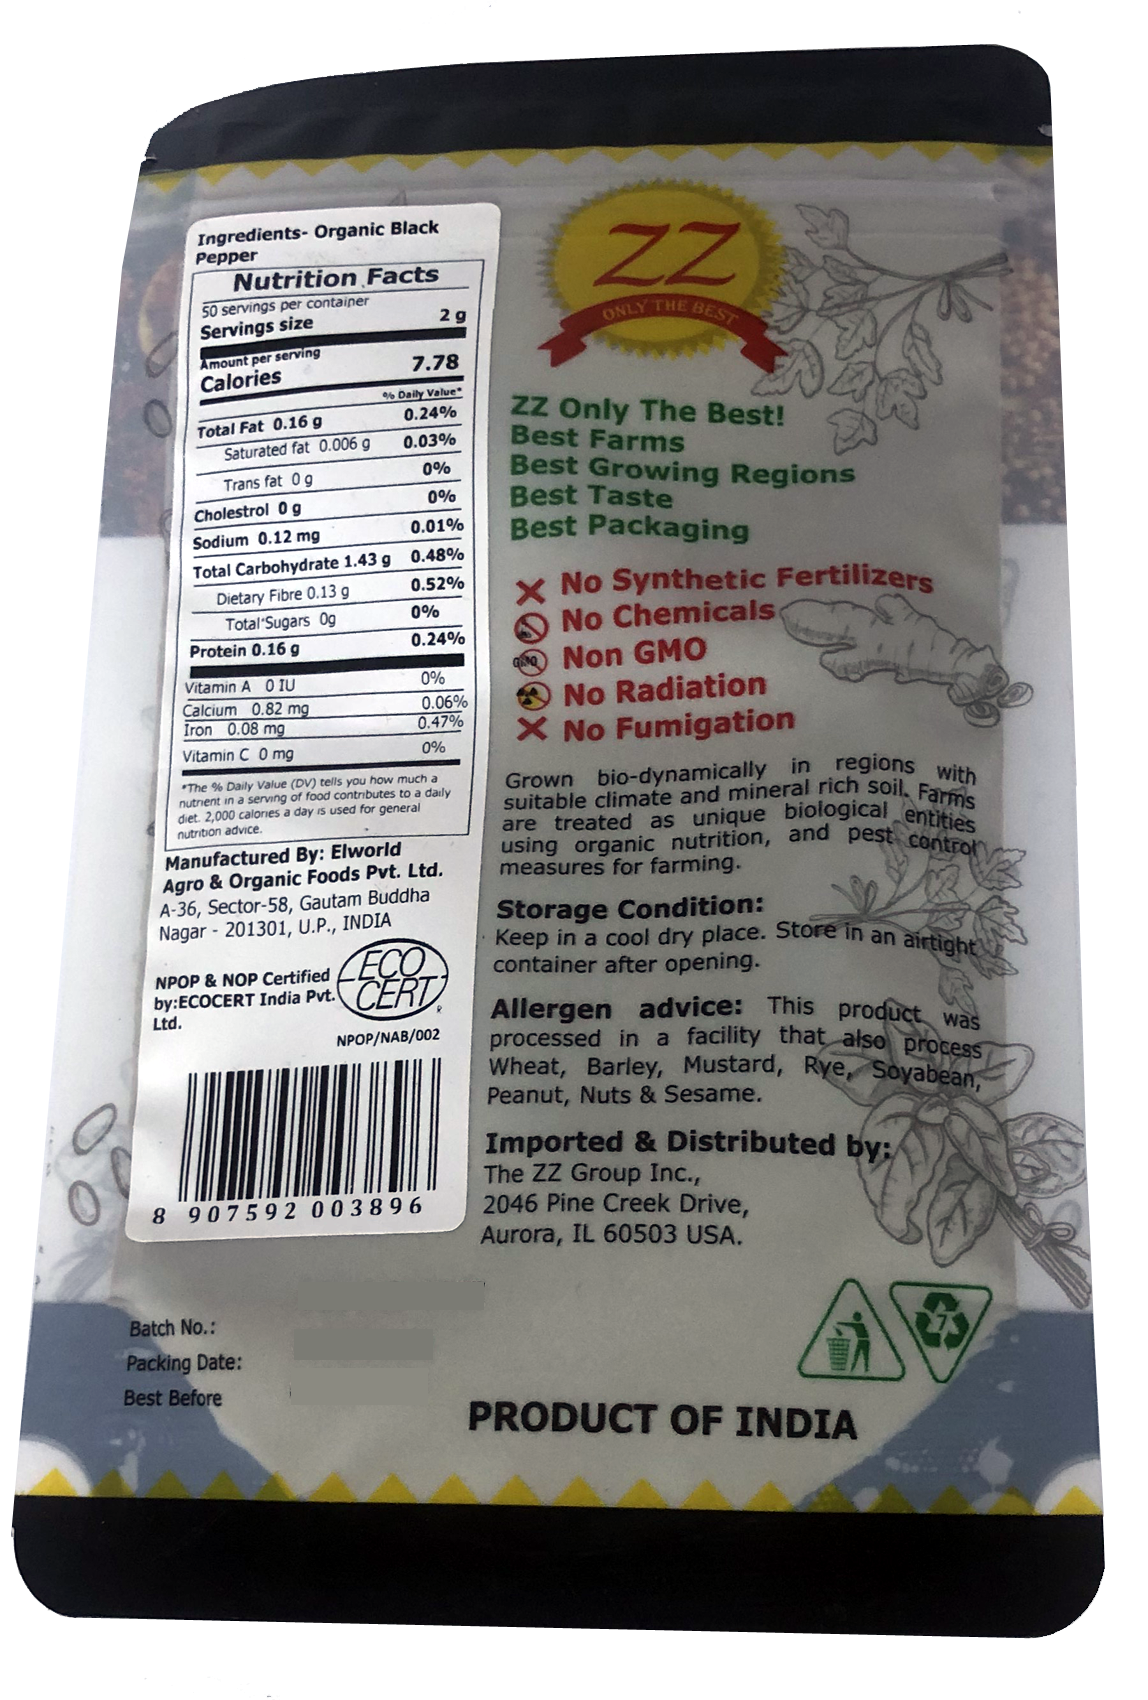 Ingredients- Organic Black
Pepper
Nutrition Facts
50 servings per container
Servings size 2 g
Amount per serving
Calories 7.78
% Daily Value*
Total Fat 0.16 g 0.24%
Saturated fat 0.006 g 0.03%
Trans fat 0 g 0%
Cholestrol 0 g 0%
Sodium 0.12 mg 0.01%
Total Carbohydrate 1.43 g 0.48%
Dietary Fibre 0.13 g 0.52%
Total Sugars 0g 0%
Protein 0.16 g 0.24%
Vitamin A 0 IU 0%
Calcium 0.82 mg 0.06%
Iron 0.08 mg 0.47%
Vitamin C 0 mg 0%
*The % Daily Value (DV) tells you how much a
nutrient in a serving of food contributes to a daily
diet. 2,000 calories a day is used for general
nutrition advice.
Manufactured By: Elworld
Agro & Organic Foods Pvt. Ltd.
A-36, Sector-58, Gautam Buddha
Nagar - 201301, U.P., INDIA
NPOP & NOP Certified
by:ECOCERT India Pvt.
Ltd.
ECO
CERT
®
NPOP/NAB/002
8 907592 003896
ZZ
ONLY THE BEST
ZZ Only The Best!
Best Farms
Best Growing Regions
Best Taste
Best Packaging
No Synthetic Fertilizers
No Chemicals
GMO Non GMO
No Radiation
No Fumigation
Grown bio-dynamically in regions with
suitable climate and mineral rich soil. Farms
are treated as unique biological entities
using organic nutrition, and pest control
measures for farming.
Storage Condition:
Keep in a cool dry place. Store in an airtight
container after opening.
Allergen advice: This product was
processed in a facility that also process
Wheat, Barley, Mustard, Rye, Soyabean,
Peanut, Nuts & Sesame.
Imported & Distributed by:
The ZZ Group Inc.,
2046 Pine Creek Drive,
Aurora, IL 60503 USA.
7
Batch No.:
Packing Date:
Best Before
PRODUCT OF INDIA